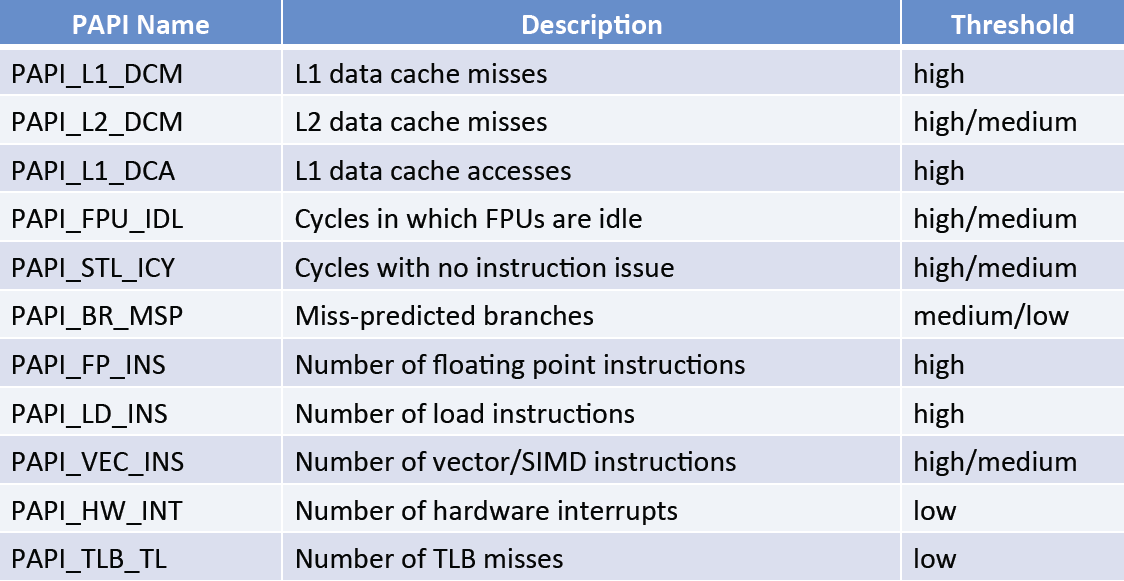 PAPI Name Description Threshold
PAPI_L1_DCM L1 data cache misses high
PAPI_L2_DCM L2 data cache misses high/medium
PAPI_L1_DCA L1 data cache accesses high
PAPI_FPU_IDL Cycles in which FPUs are idle high/medium
PAPI_STL_ICY Cycles with no instruction issue high/medium
PAPI_BR_MSP Miss-predicted branches medium/low
PAPI_FP_INS Number of floating point instructions high
PAPI_LD_INS Number of load instructions high
PAPI_VEC_INS Number of vector/SIMD instructions high/medium
PAPI_HW_INT Number of hardware interrupts low
PAPI_TLB_TL Number of TLB misses low